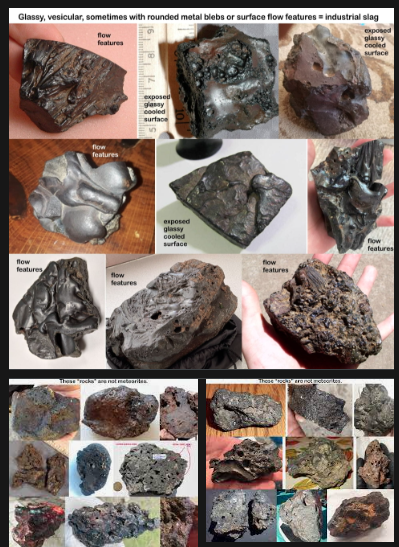 Glassy, vesicular, sometimes with rounded metal blebs or surface flow features = industrial slag
flow
features
exposed
glassy
cooled
surface
exposed
glassy
cooled
surface
flow
features
exposed
glassy
cooled
surface
flow
features
flow
features
flow
features
flow
features
These "rocks" are not meteorites.
These "rocks" are not meteorites.